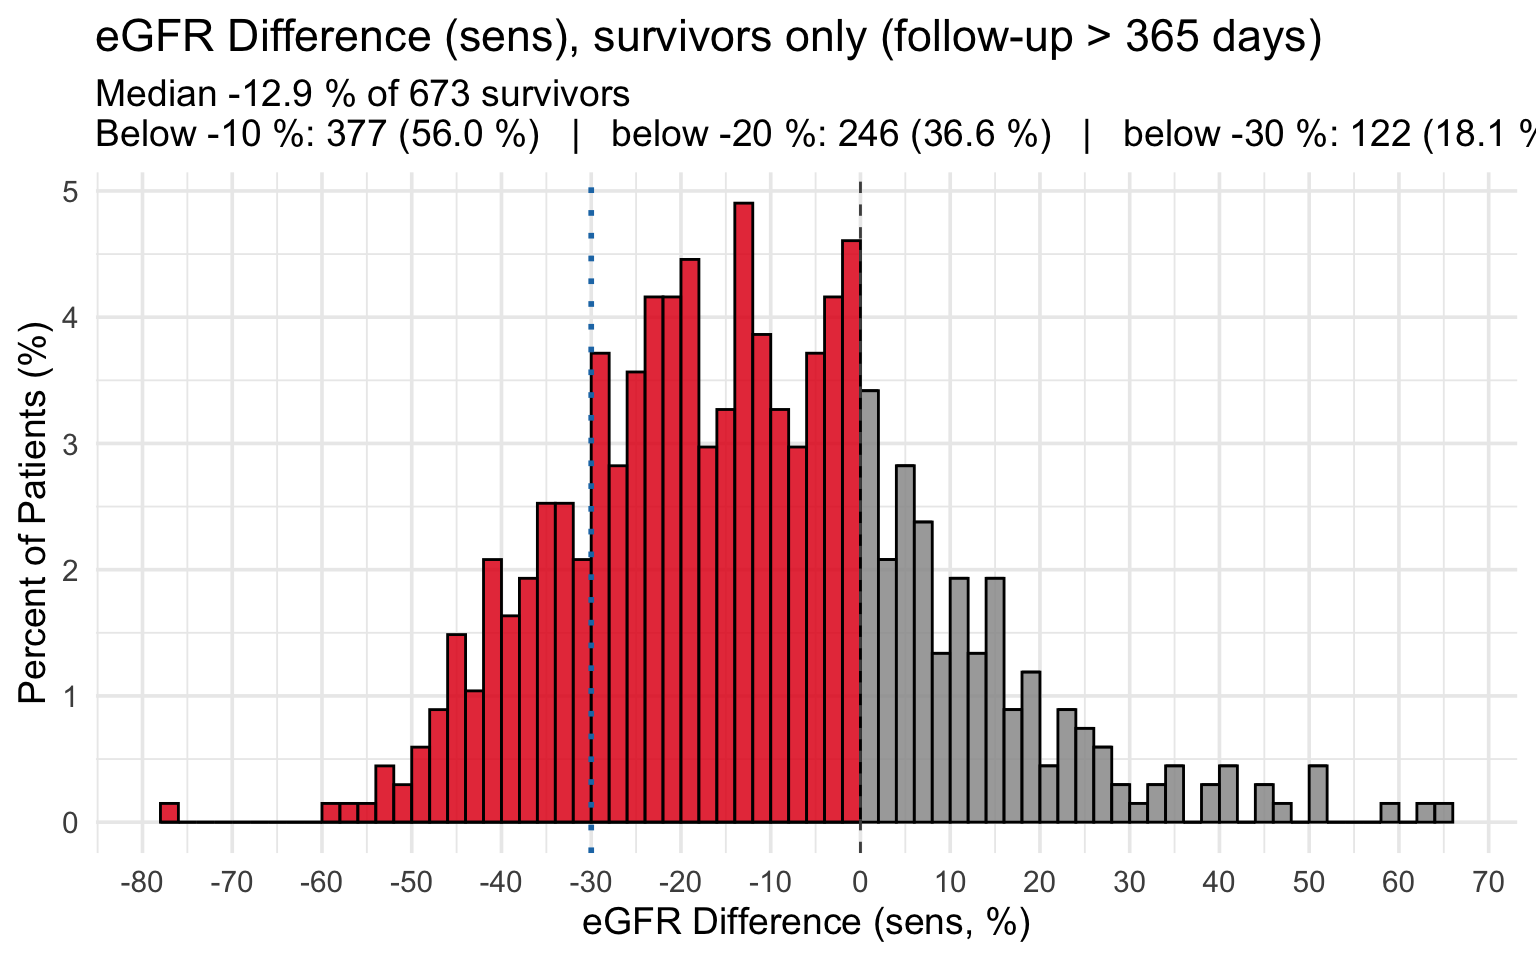 eGFR Difference (sens), survivors only (follow-up > 365 days)
Median -12.9 % of 673 survivors
Below -10 %: 377 (56.0 %)   |   below -20 %: 246 (36.6 %)   |   below -30 %: 122 (18.1 %
Percent of Patients (%)
5
4
3
2
1
0
-80 -70 -60 -50 -40 -30 -20 -10 0 10 20 30 40 50 60 70
eGFR Difference (sens, %)